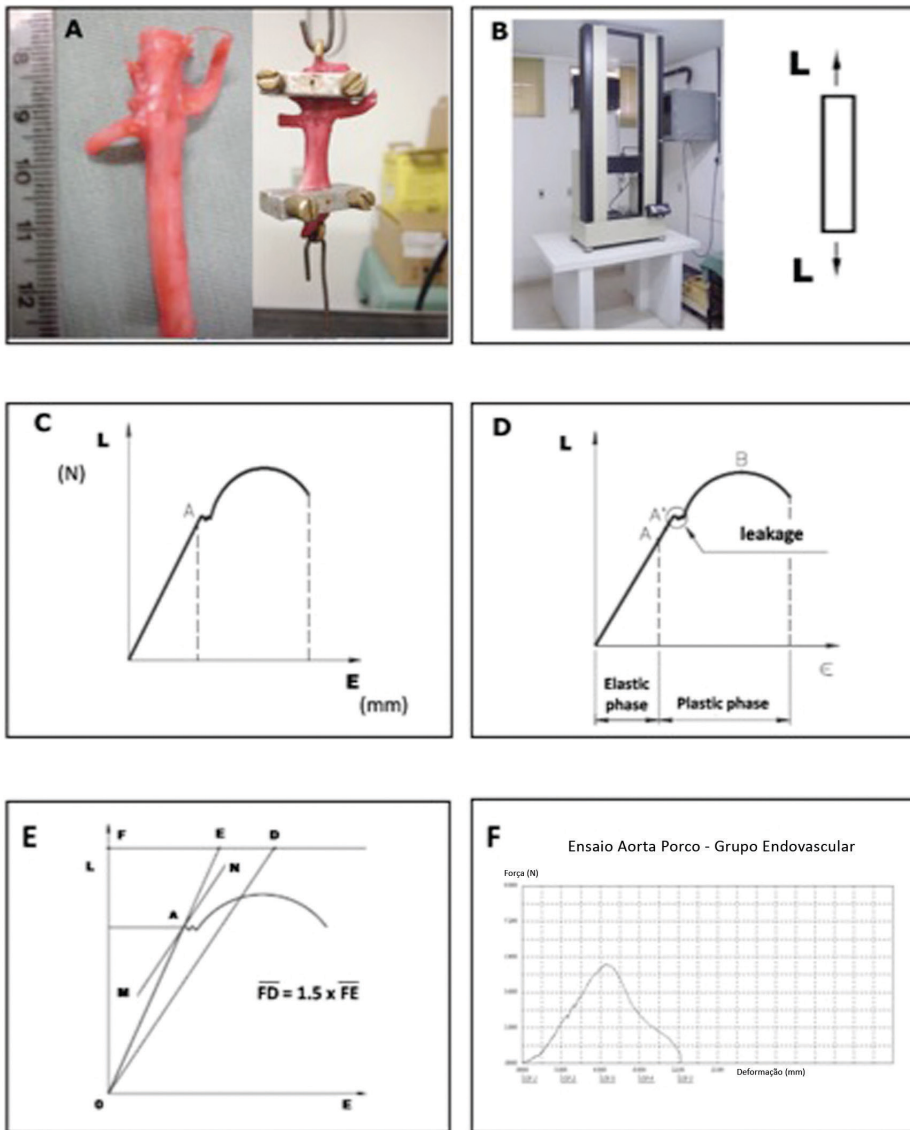 A
8
9
10
11
12
B
L
L
C
L
(N)
A
E
(mm)
D
L
B
A'
A
leakage
Elastic
phase
Plastic phase
E
F
E
D
L
N
A
M
FD = 1.5 x FE
O
E
F
Ensaio Aorta Porco - Grupo Endovascular
Força (N)
Deformação (mm)